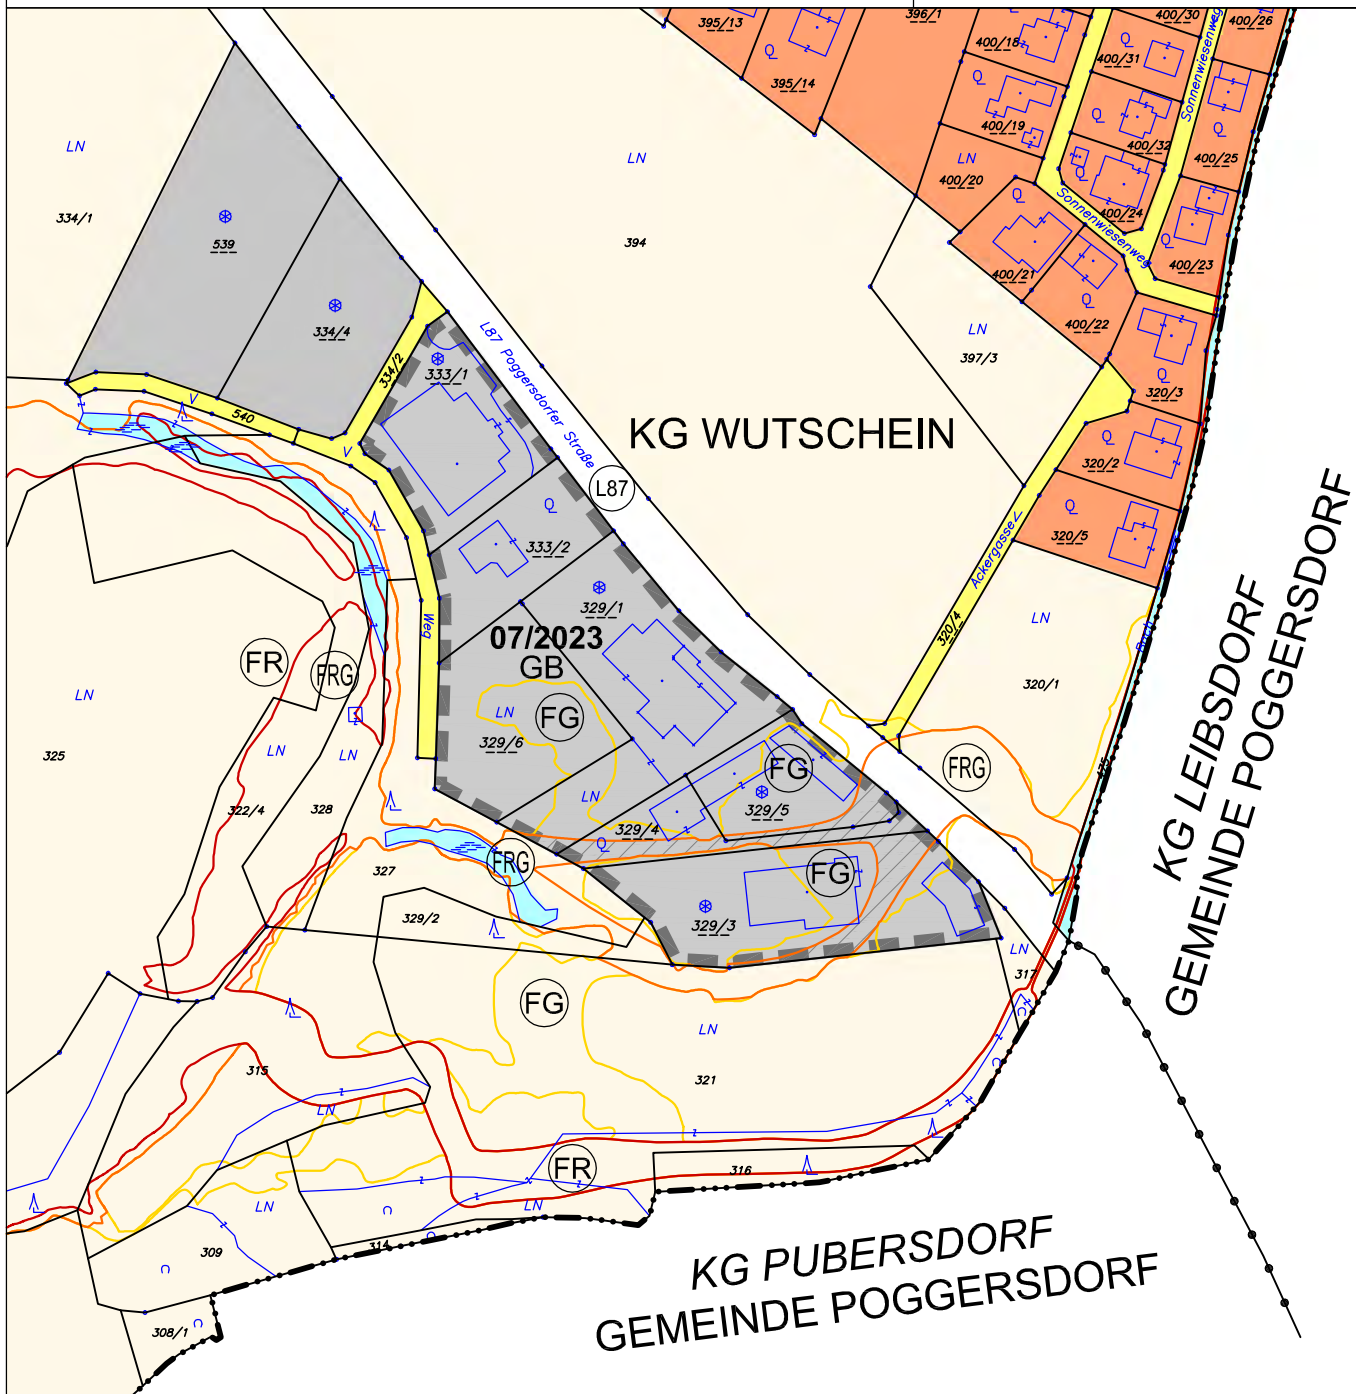 395/13
396/1
400/30
400/26
Q
395/14
400/18
Q
Q
400/31
Sonnenwiesenweg
Q
400/19
Q
400/32
Q
400/25
LN
334/1
LN
394
LN
400/20
Q
400/24
Sonnenwiesenweg
Q
400/21
Q
400/23
Q
400/22
539
334/4
334/2
333/1
L87 Poggersdorfer Straße
LN
397/3
Q
320/3
V
540
V
KG WUTSCHEIN
L87
Q
320/2
Q
320/5
Q
333/2
Ackergasse
320/4
329/1
Weg
07/2023
GB
FR
FRG
LN
320/1
Bach
KG LEIBSDORF
GEMEINDE POGGERSDORF
LN
325
LN
LN
LN
329/6
FG
FG
FRG
475
322/4
328
LN
329/4
329/5
Q
FRG
327
329/2
FG
329/3
LN
317
FG
LN
321
C
C
315
LN
FR
316
LN
C
LN
C
314
309
C
C
308/1
KG PUBERSDORF
GEMEINDE POGGERSDORF